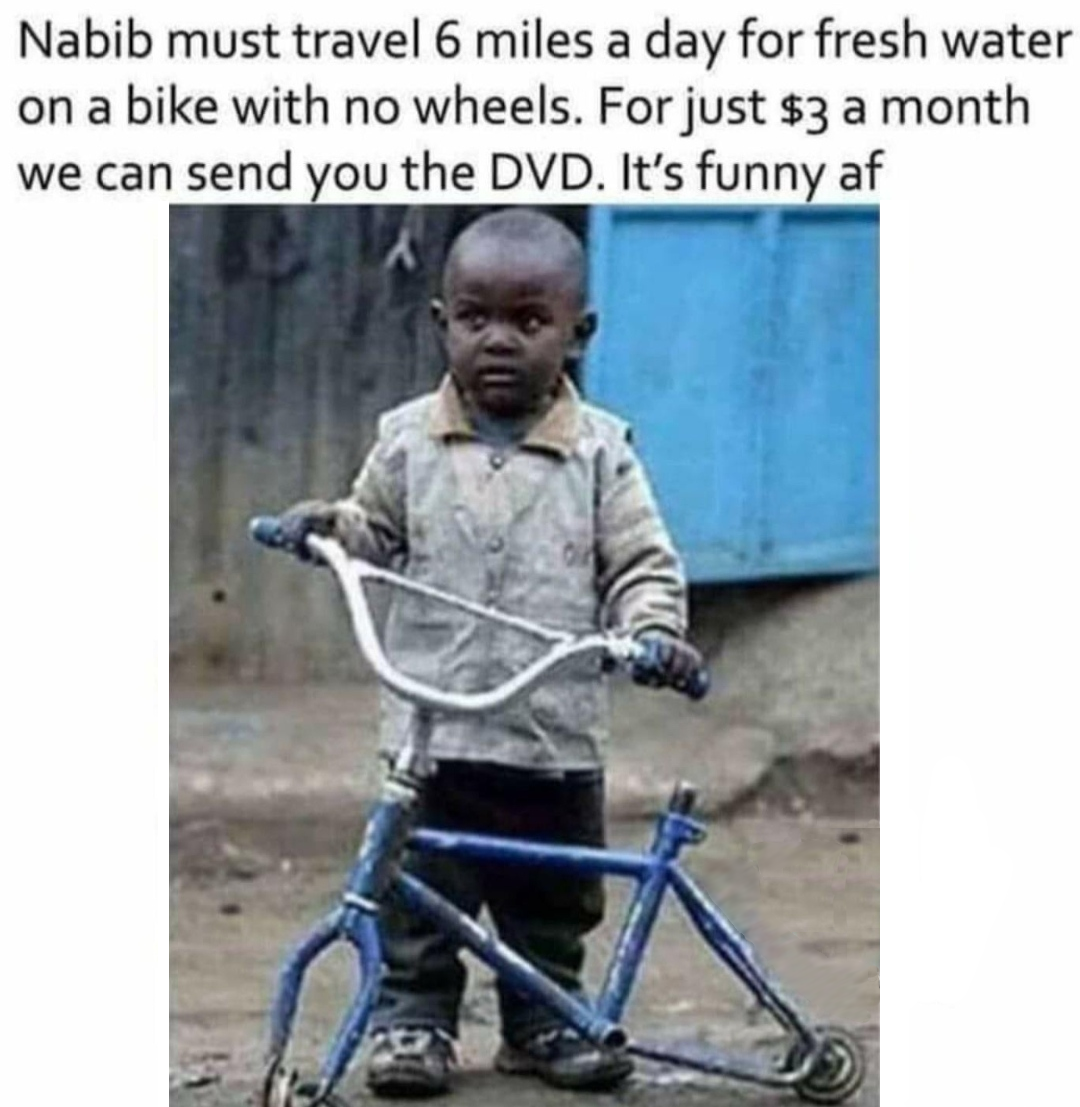 Nabib must travel 6 miles a day for fresh water
on a bike with no wheels. For just $3 a month
we can send you the DVD. It's funny af